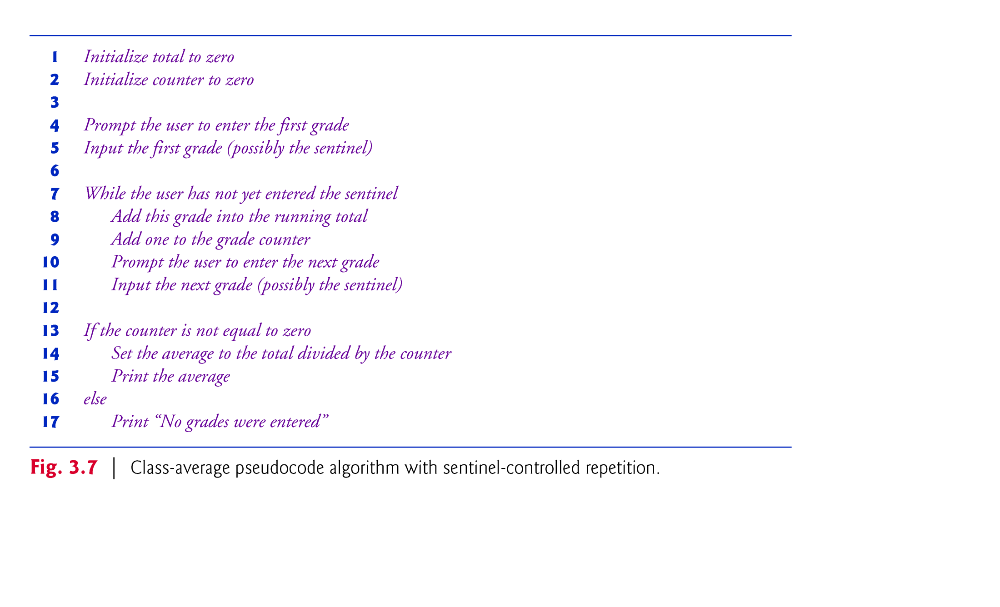 1 Initialize total to zero
2 Initialize counter to zero
3
4 Prompt the user to enter the first grade
5 Input the first grade (possibly the sentinel)
6
7 While the user has not yet entered the sentinel
8 Add this grade into the running total
9 Add one to the grade counter
10 Prompt the user to enter the next grade
11 Input the next grade (possibly the sentinel)
12
13 If the counter is not equal to zero
14 Set the average to the total divided by the counter
15 Print the average
16 else
17 Print “No grades were entered”
Fig. 3.7 | Class-average pseudocode algorithm with sentinel-controlled repetition.